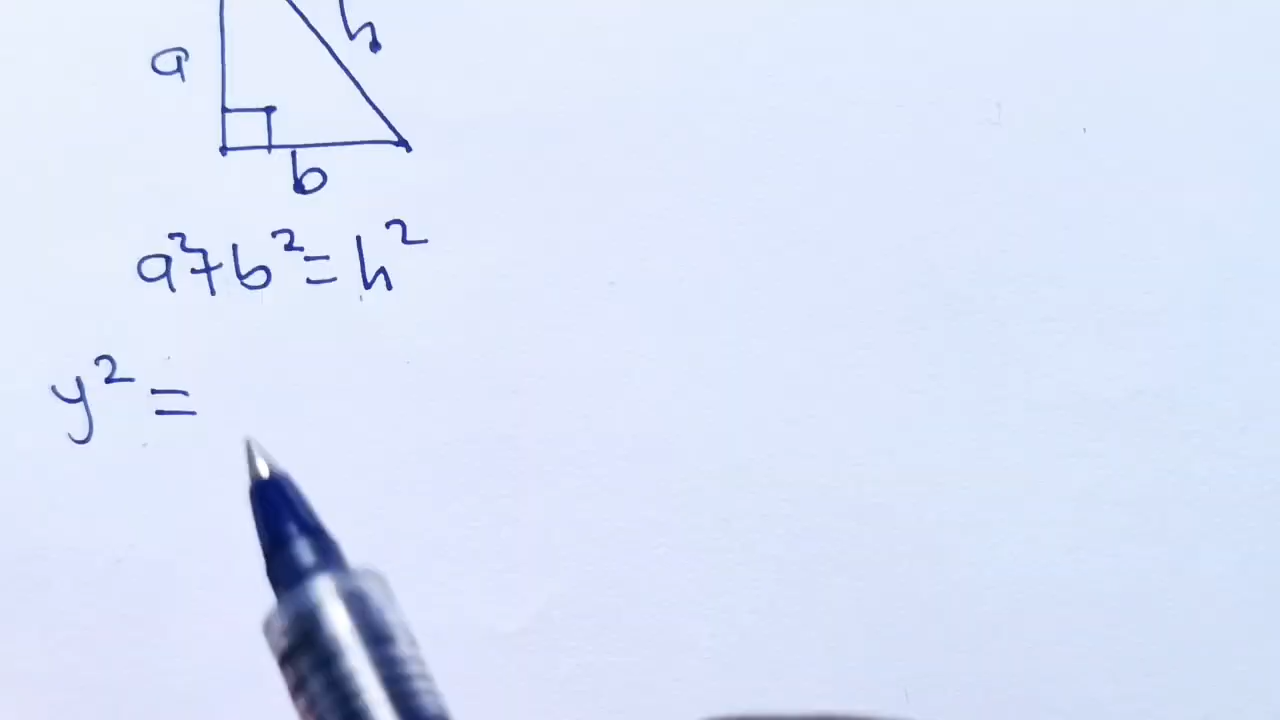 h
a
b
a²+b²=h²
y²=